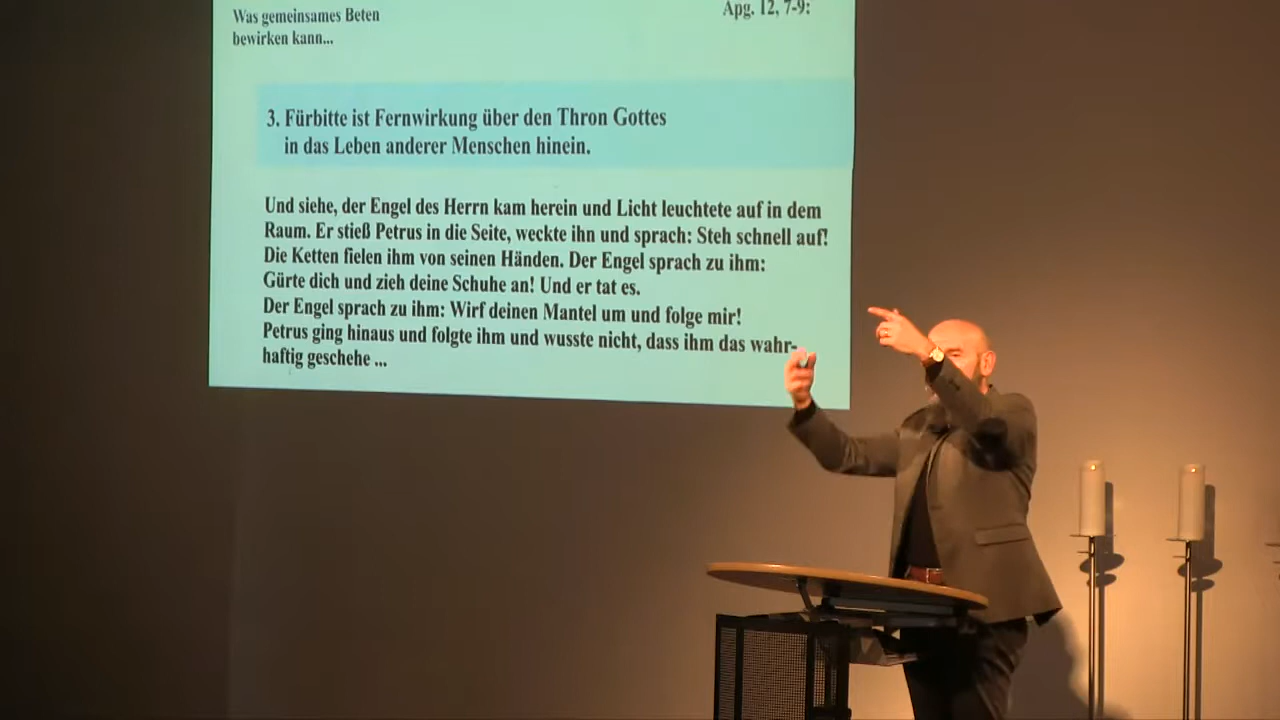 Was gemeinsames Beten
bewirken kann...
Apg. 12, 7-9:
3. Fürbitte ist Fernwirkung über den Thron Gottes
in das Leben anderer Menschen hinein.
Und siehe, der Engel des Herrn kam herein und Licht leuchtete auf in dem
Raum. Er stieß Petrus in die Seite, weckte ihn und sprach: Steh schnell auf!
Die Ketten fielen ihm von seinen Händen. Der Engel sprach zu ihm:
Gürte dich und zieh deine Schuhe an! Und er tat es.
Der Engel sprach zu ihm: Wirf deinen Mantel um und folge mir!
Petrus ging hinaus und folgte ihm und wusste nicht, dass ihm das wahr-
haftig geschehe ...